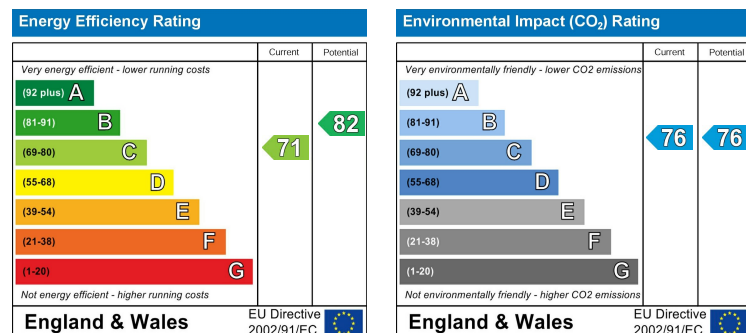 Energy Efficiency Rating
Current Potential
Very energy efficient - lower running costs
(92 plus) A
(81-91) B
82
(69-80) C
71
(55-68) D
(39-54) E
(21-38) F
(1-20) G
Not energy efficient - higher running costs
England & Wales
EU Directive
2002/91/EC
Environmental Impact (CO₂) Rating
Current Potential
Very environmentally friendly - lower CO2 emissions
(92 plus) A
(81-91) B
76 76
(69-80) C
(55-68) D
(39-54) E
(21-38) F
(1-20) G
Not environmentally friendly - higher CO2 emissions
England & Wales
EU Directive
2002/91/EC